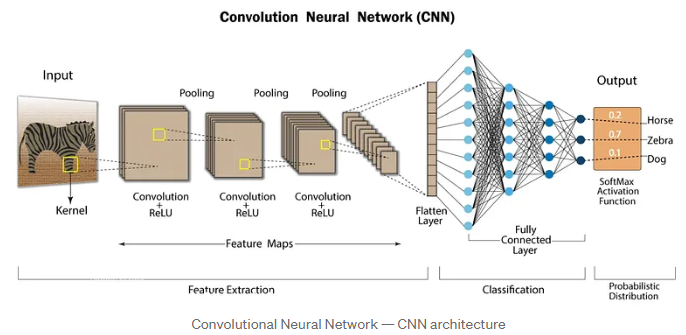 Convolution Neural Network (CNN)
Input
Kernel
Pooling
Pooling
Pooling
Convolution
+
ReLU
Convolution
+
ReLU
Convolution
+
ReLU
Feature Maps
Flatten
Layer
Fully
Connected
Layer
Output
0.2
Horse
0.7
Zebra
0.1
Dog
SoftMax
Activation
Function
Feature Extraction
Classification
Probabilistic
Distribution
Convolutional Neural Network — CNN architecture